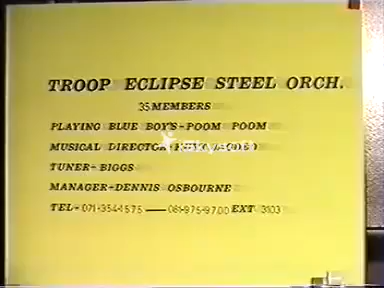 TROOP ECLIPSE STEEL ORCH.
35 MEMBERS
PLAYING BLUE BOY'S - POOM POOM
MUSICAL DIRECTOR
TUNER - BIGGS
MANAGER - DENNIS OSBOURNE
TEL - 071-354-1575 — 081-975-9700 EXT 3103